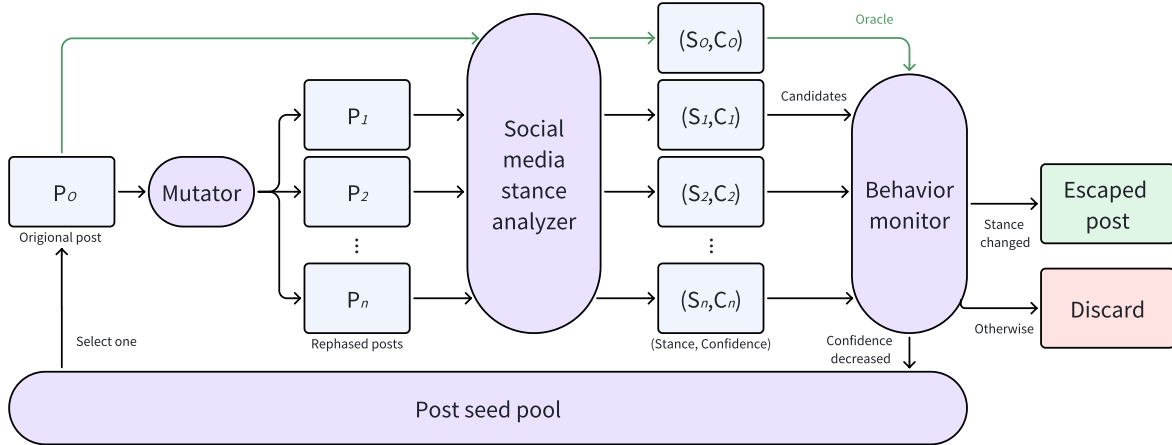 Oracle
(SO,CO)
Candidates
P1
(S1,C1)
Social
media
stance
analyzer
PO
Mutator
P2
(S2,C2)
Behavior
monitor
Escaped
post
Origional post
⋮
⋮
Stance
changed
Pn
(Sn,Cn)
Discard
Otherwise
Rephased posts
(Stance, Confidence)
Confidence
decreased
Select one
Post seed pool